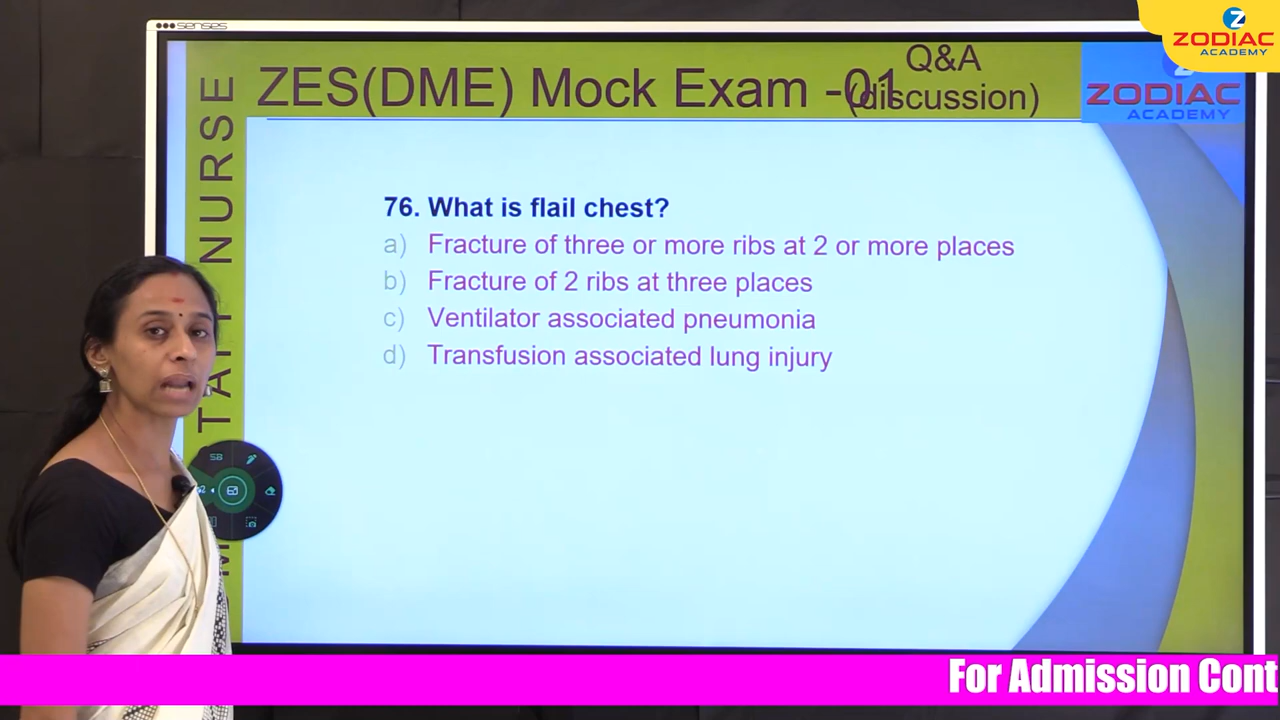 senses
ZODIAC
ACADEMY
ZES(DME) Mock Exam -01
Q&A
(discussion)
ZODIAC
ACADEMY
NURSE
76. What is flail chest?
a) Fracture of three or more ribs at 2 or more places
b) Fracture of 2 ribs at three places
c) Ventilator associated pneumonia
d) Transfusion associated lung injury
SB
For Admission Cont